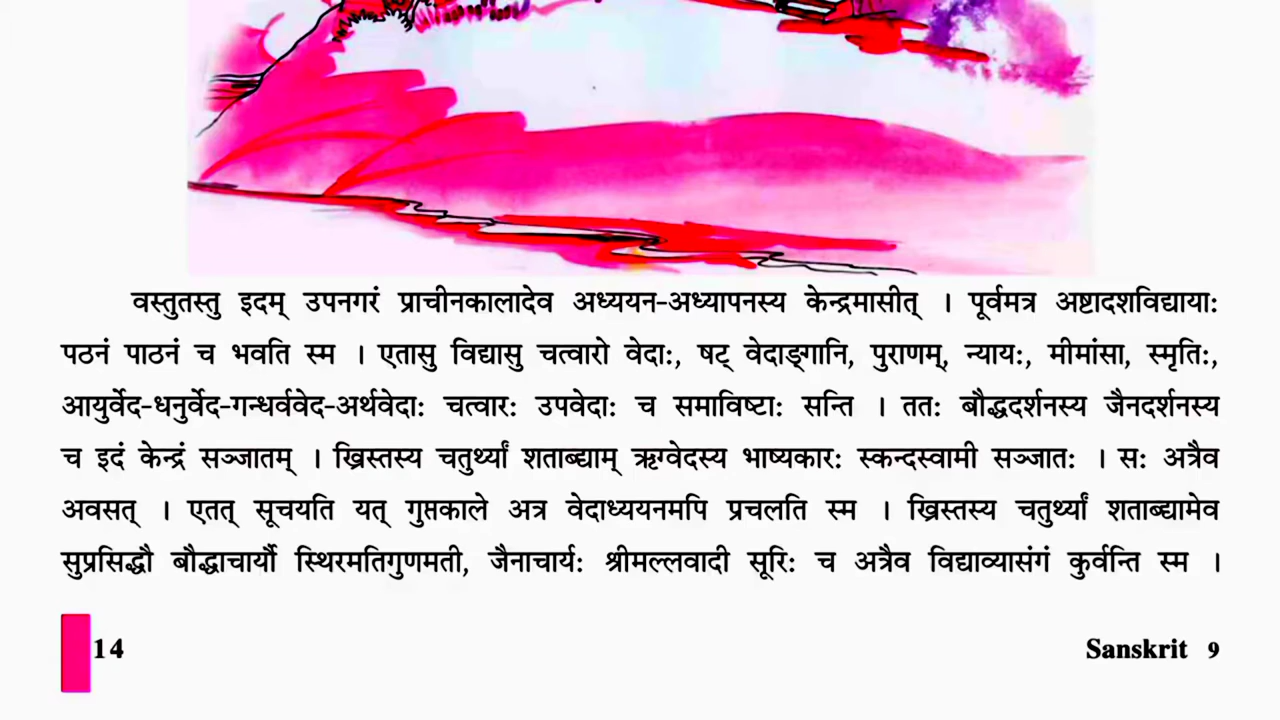 वस्तुतस्तु इदम् उपनगरं प्राचीनकालादेव अध्ययन-अध्यापनस्य केन्द्रमासीत् । पूर्वमत्र अष्टादशविद्यायाः
पठनं पाठनं च भवति स्म । एतासु विद्यासु चत्वारो वेदाः, षट् वेदाङ्गानि, पुराणम्, न्यायः, मीमांसा, स्मृतिः,
आयुर्वेद-धनुर्वेद-गन्धर्ववेद-अर्थवेदाः चत्वारः उपवेदाः च समाविष्टाः सन्ति । ततः बौद्धदर्शनस्य जैनदर्शनस्य
च इदं केन्द्रं सञ्जातम् । ख्रिस्तस्य चतुर्थ्यां शताब्द्याम् ऋग्वेदस्य भाष्यकारः स्कन्दस्वामी सञ्जातः । सः अत्रैव
अवसत् । एतत् सूचयति यत् गुप्तकाले अत्र वेदाध्ययनमपि प्रचलति स्म । ख्रिस्तस्य चतुर्थ्यां शताब्द्यामेव
सुप्रसिद्धौ बौद्धाचार्यौ स्थिरमतिगुणमती, जैनाचार्यः श्रीमल्लवादी सूरिः च अत्रैव विद्याव्यासंगं कुर्वन्ति स्म ।
14 Sanskrit 9